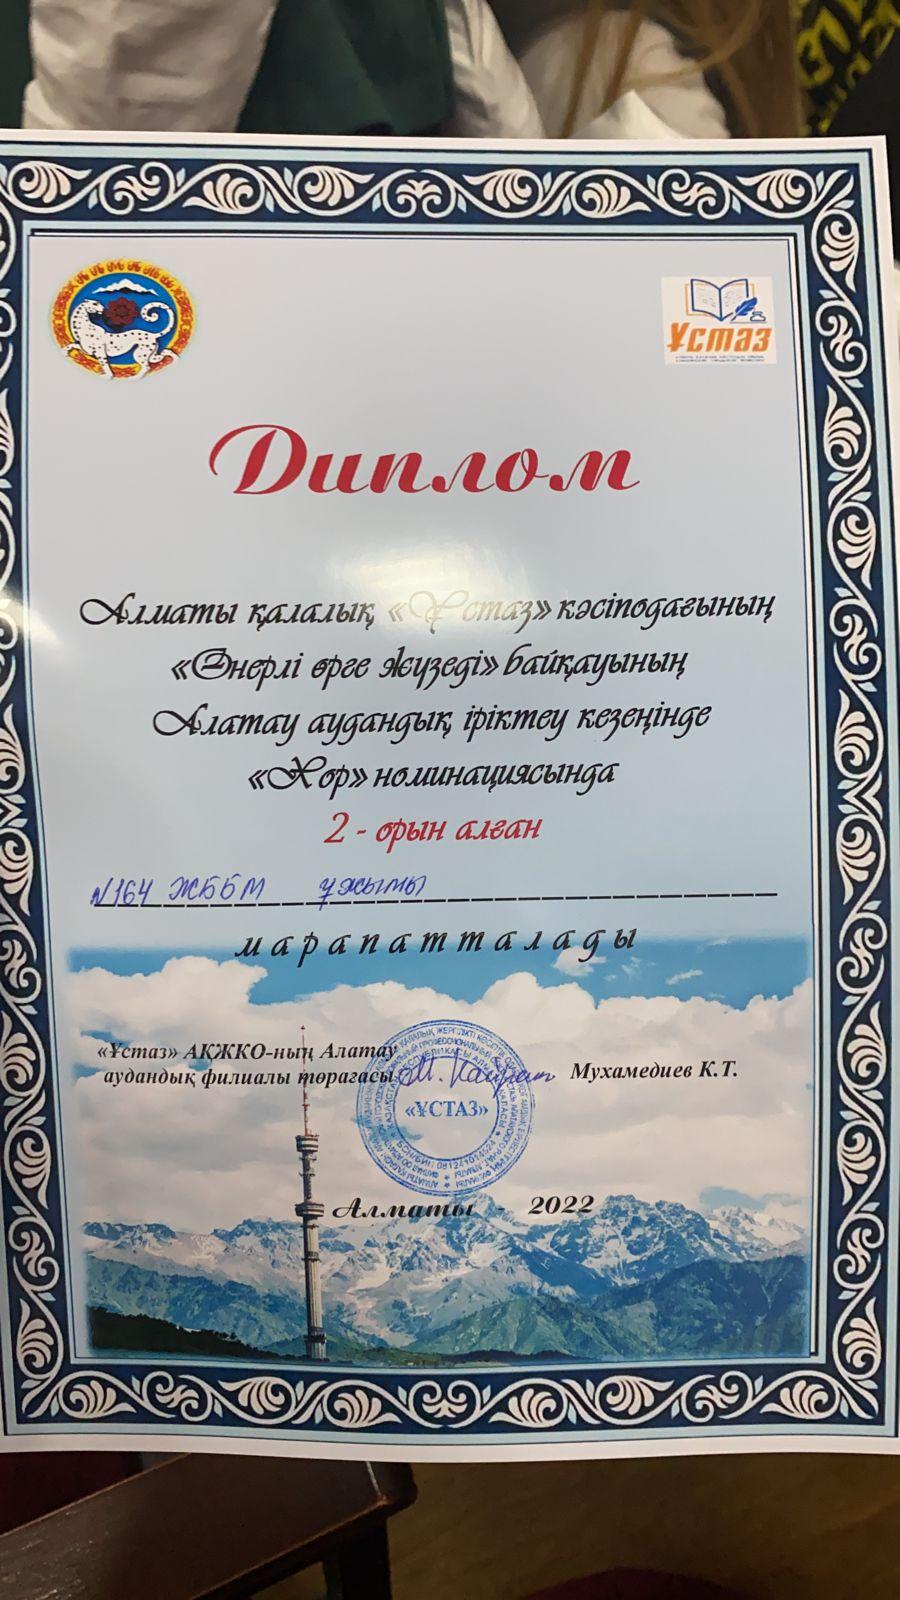 Ұстаз
Диплом
Алматы қалалық «Ұстаз» кәсіподағының
«Өнерлі өрге жүзеді» байқауының
Алатау аудандық іріктеу кезеңінде
«Хор» номинациясында
2 - орын алған
№164 ЖББМ ұжымы
марапатталады
«Ұстаз» АҚЖКО-ның Алатау
аудандық филиалы төрағасы
Мухамедиев К.Т.
«ҰСТАЗ»
Алматы - 2022